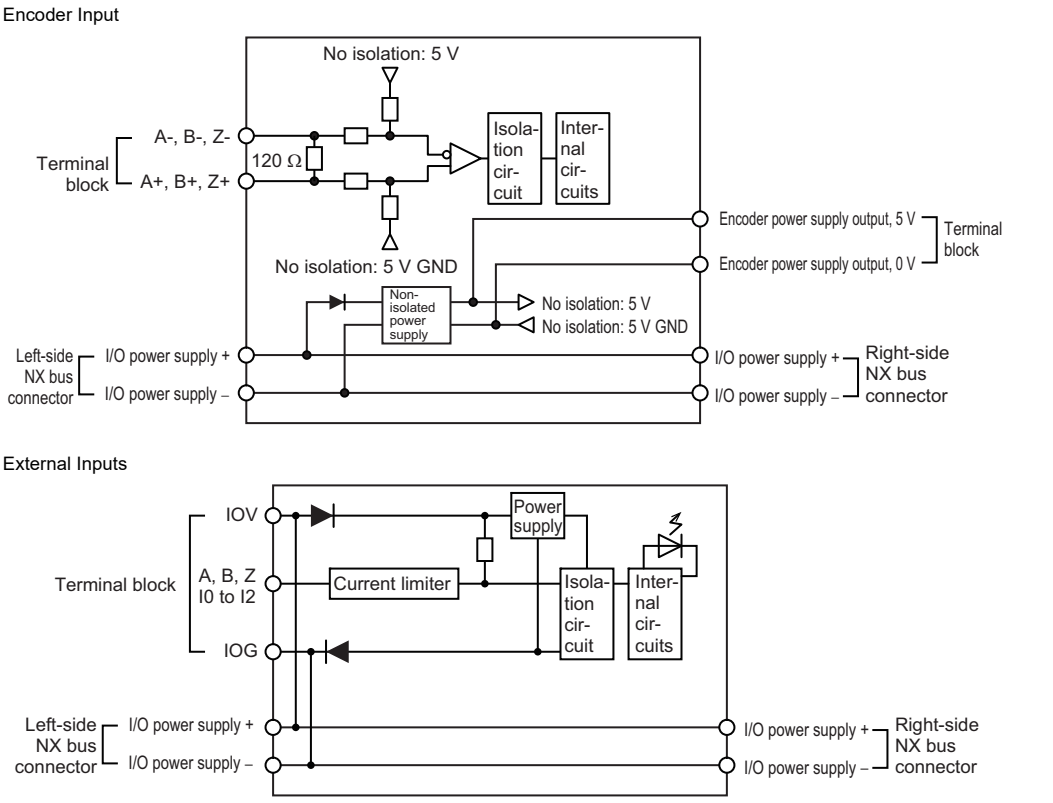 Encoder Input
No isolation: 5 V
A-, B-, Z-
Terminal
block
120 Ω
A+, B+, Z+
Isola-
tion
cir-
cuit
Inter-
nal
cir-
cuits
Encoder power supply output, 5 V
Encoder power supply output, 0 V
Terminal
block
No isolation: 5 V GND
Non-
isolated
power
supply
No isolation: 5 V
No isolation: 5 V GND
Left-side
NX bus
connector
I/O power supply +
I/O power supply –
I/O power supply +
I/O power supply –
Right-side
NX bus
connector
External Inputs
Terminal block
IOV
A, B, Z
I0 to I2
IOG
Current limiter
Power
supply
Isola-
tion
cir-
cuit
Inter-
nal
cir-
cuits
Left-side
NX bus
connector
I/O power supply +
I/O power supply –
I/O power supply +
I/O power supply –
Right-side
NX bus
connector